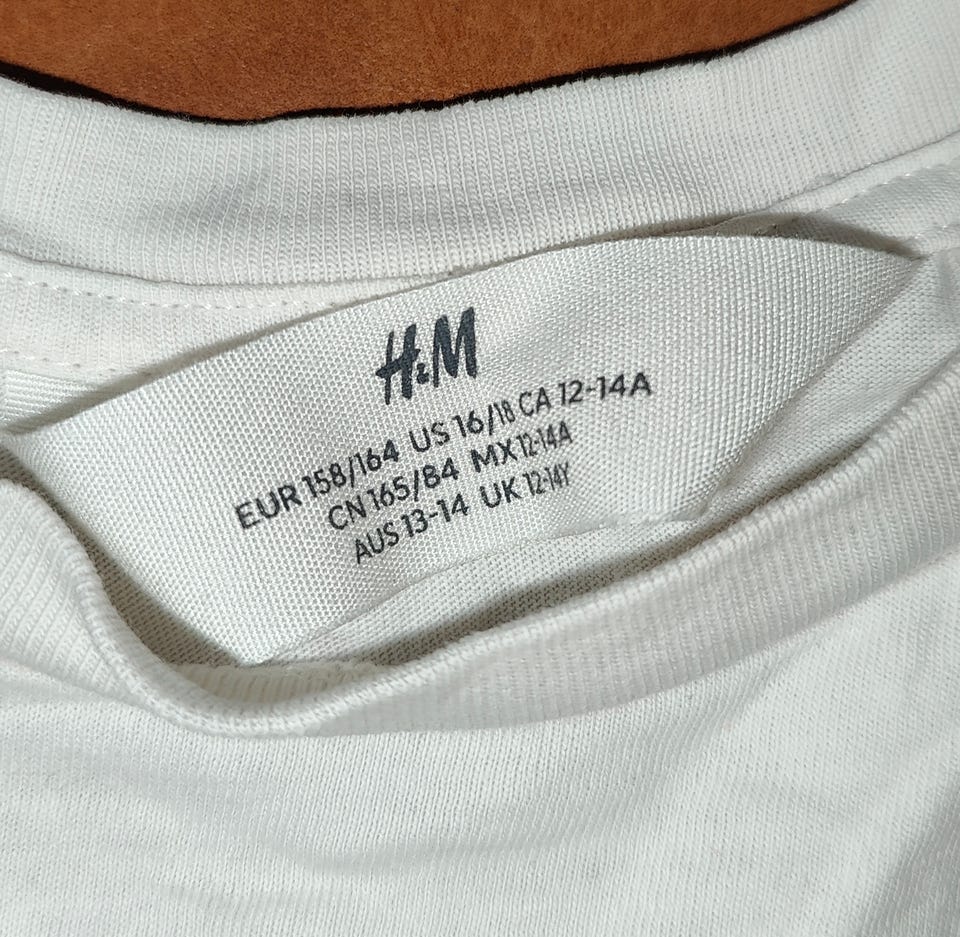 H&M
EUR 158/164 US 16/18 CA 12-14A
CN 165/84 MX 12-14A
AUS 13-14 UK 12-14Y